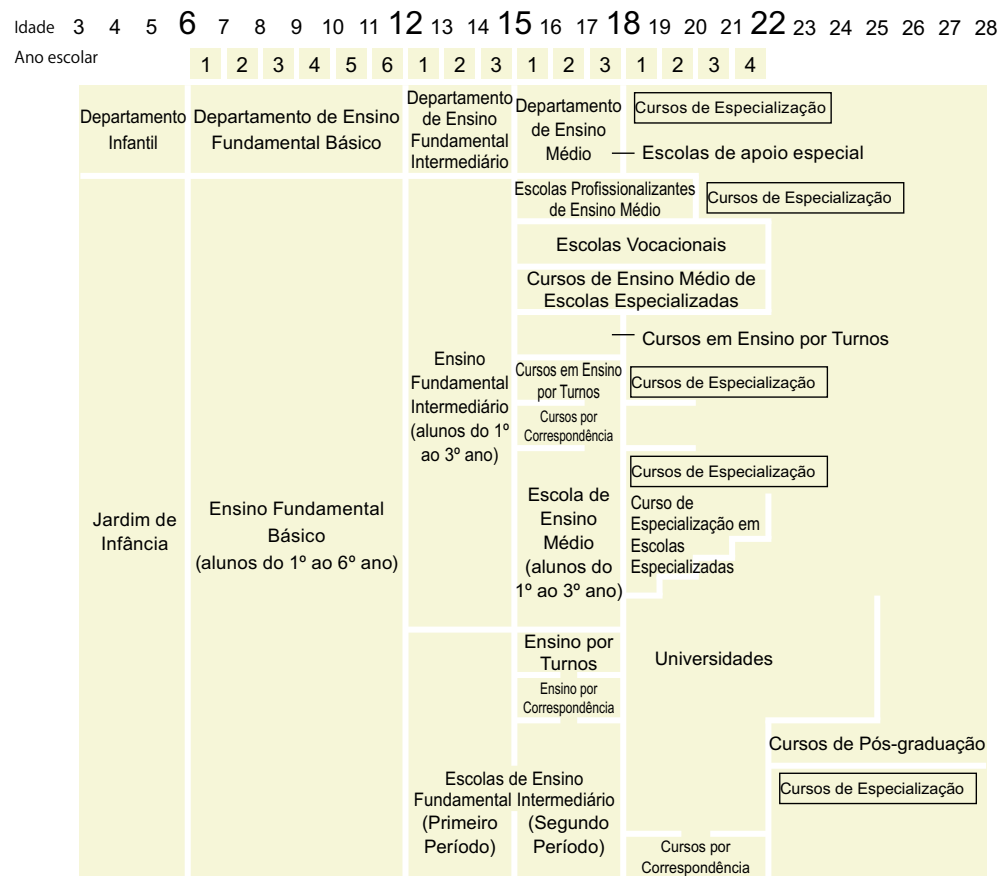 Idade 3 4 5 6 7 8 9 10 11 12 13 14 15 16 17 18 19 20 21 22 23 24 25 26 27 28
Ano escolar
1 2 3 4 5 6 1 2 3 1 2 3 1 2 3 4
Departamento
Infantil
Departamento de Ensino
Fundamental Básico
Departamento
de Ensino
Fundamental
Intermediário
Departamento
de Ensino
Médio
Cursos de Especialização
Escolas de apoio especial
Escolas Profissionalizantes
de Ensino Médio
Cursos de Especialização
Escolas Vocacionais
Cursos de Ensino Médio de
Escolas Especializadas
Cursos em Ensino por Turnos
Jardim de
Infância
Ensino Fundamental
Básico
(alunos do 1º ao 6º ano)
Ensino
Fundamental
Intermediário
(alunos do 1º
ao 3º ano)
Cursos em Ensino
por Turnos
Cursos de Especialização
Cursos por
Correspondência
Cursos de Especialização
Escola de
Ensino
Médio
(alunos do
1º ao 3º ano)
Curso de
Especialização em
Escolas
Especializadas
Ensino por
Turnos
Universidades
Ensino por
Correspondência
Cursos de Pós-graduação
Cursos de Especialização
Escolas de Ensino
Fundamental Intermediário
(Primeiro
Período)
(Segundo
Período)
Cursos por
Correspondência